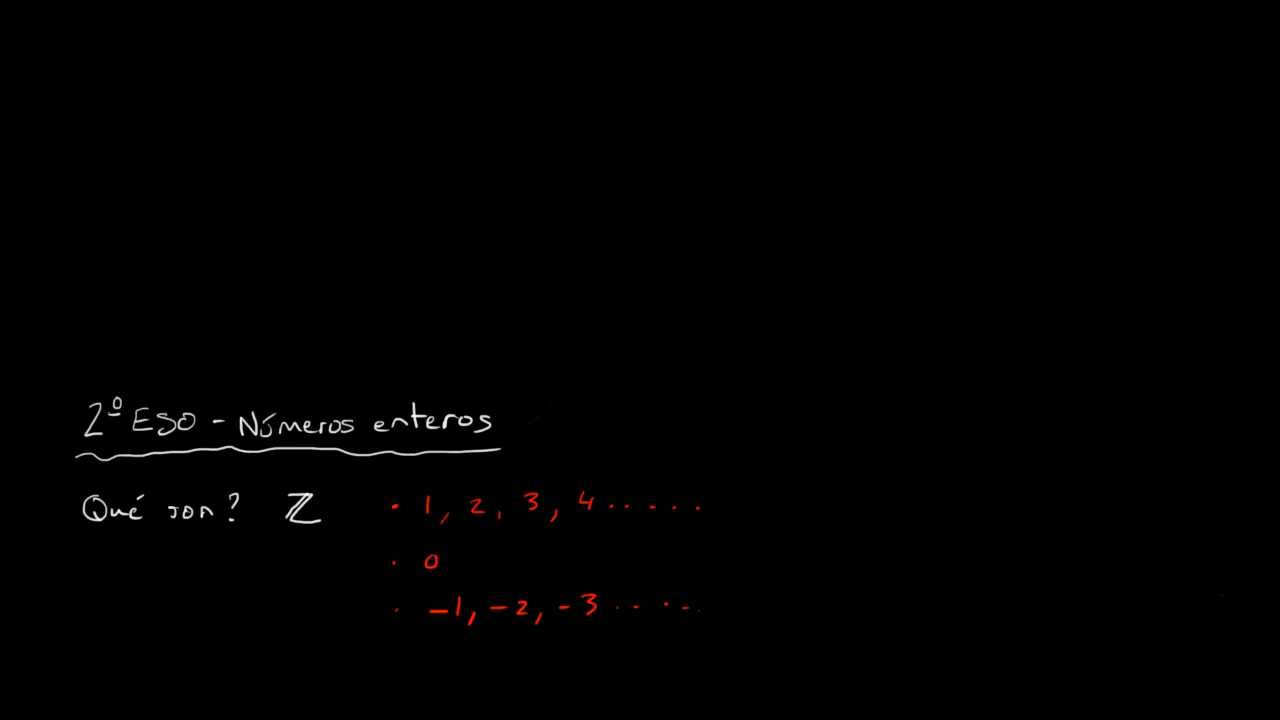 2º ESO - Números enteros
Qué son? ℤ · 1, 2, 3, 4 . . . . .
· 0
· -1, -2, -3 . . . . .